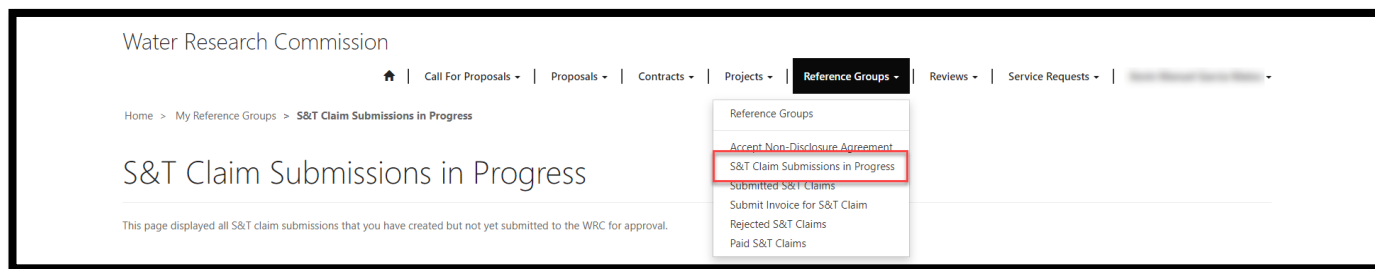 Water Research Commission
Call For Proposals | Proposals | Contracts | Projects | Reference Groups | Reviews | Service Requests |
Home > My Reference Groups > S&T Claim Submissions in Progress
S&T Claim Submissions in Progress
This page displayed all S&T claim submissions that you have created but not yet submitted to the WRC for approval.
Reference Groups
Accept Non-Disclosure Agreement
S&T Claim Submissions in Progress
Submitted S&T Claims
Submit Invoice for S&T Claim
Rejected S&T Claims
Paid S&T Claims